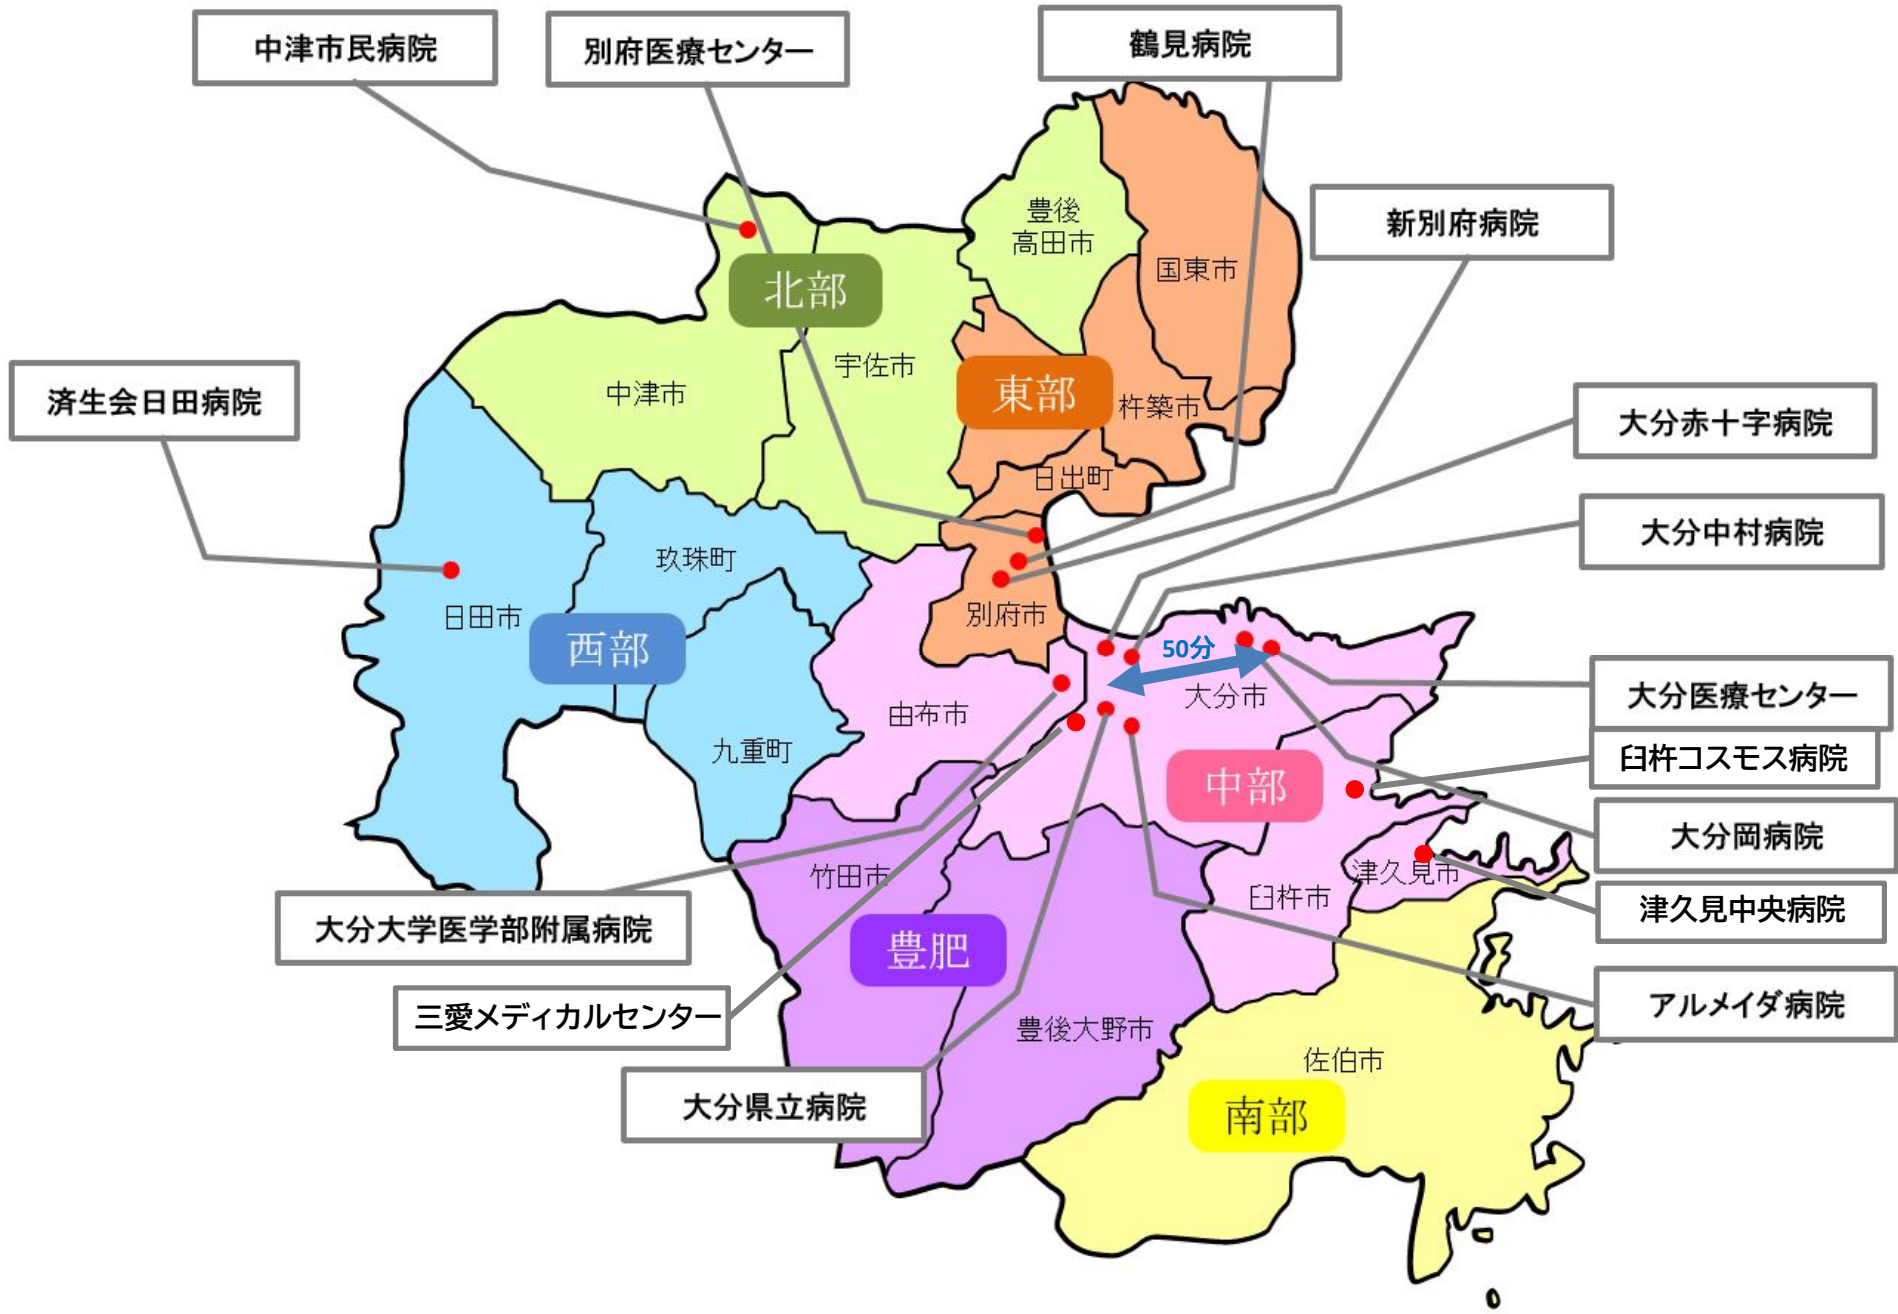 中津市民病院
別府医療センター
鶴見病院
新別府病院
済生会日田病院
大分赤十字病院
大分中村病院
大分医療センター
臼杵コスモス病院
大分岡病院
津久見中央病院
アルメイダ病院
大分大学医学部附属病院
三愛メディカルセンター
大分県立病院
豊後
高田市
国東市
北部
宇佐市
中津市
東部
杵築市
日出町
玖珠町
別府市
日田市
西部
50分
大分市
由布市
九重町
中部
竹田市
津久見市
臼杵市
豊肥
豊後大野市
佐伯市
南部